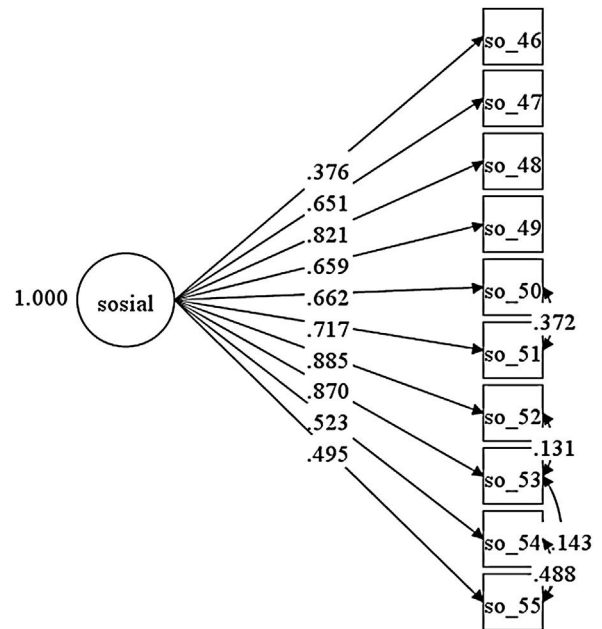 so_46
so_47
.376
so_48
.651
.821
so_49
.659
1.000
sosial
.662
so_50
.372
.717
so_51
.885
.870
so_52
.523
.131
.495
so_53
so_54
.143
.488
so_55